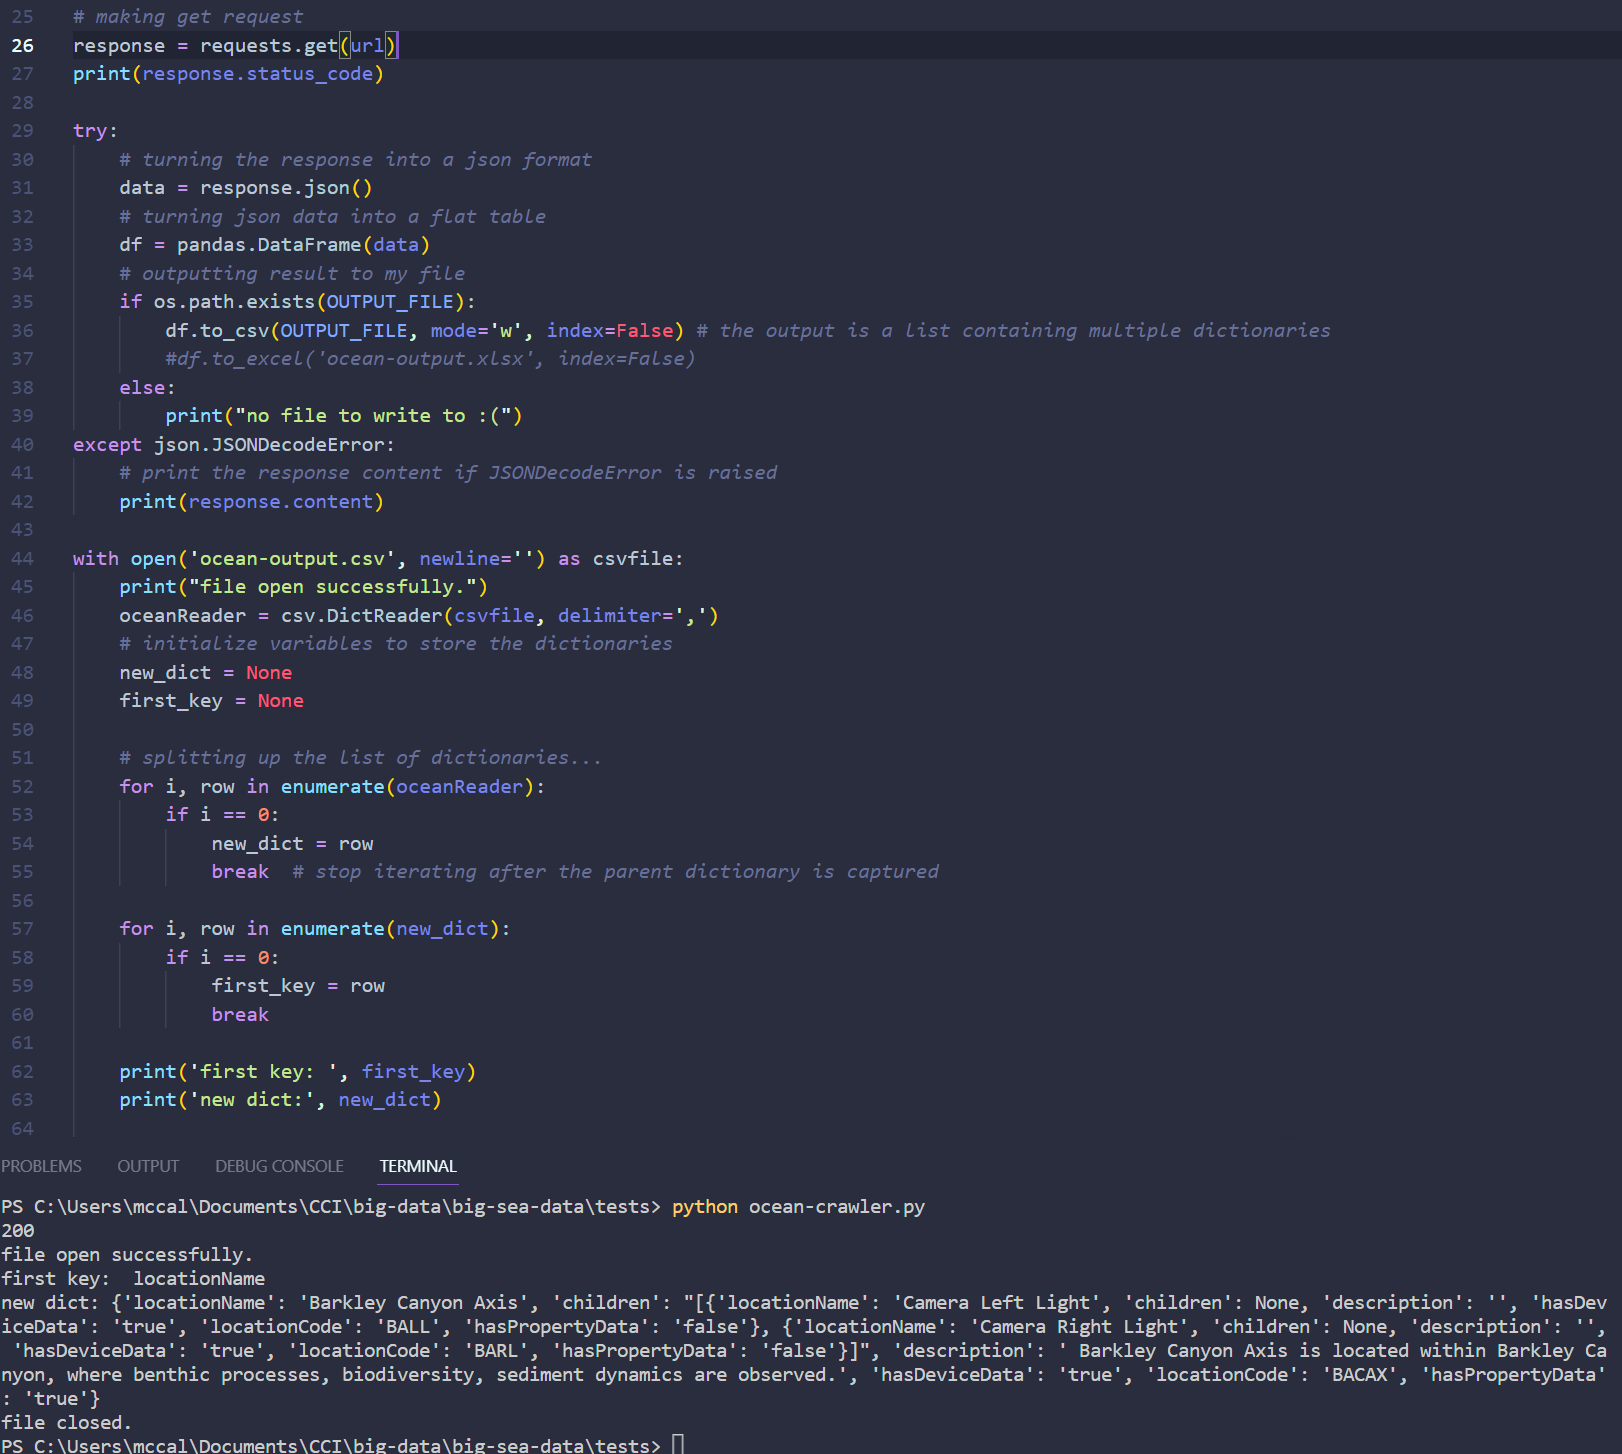 25 # making get request
26 response = requests.get(url)
27 print(response.status_code)
28
29 try:
30     # turning the response into a json format
31     data = response.json()
32     # turning json data into a flat table
33     df = pandas.DataFrame(data)
34     # outputting result to my file
35     if os.path.exists(OUTPUT_FILE):
36         df.to_csv(OUTPUT_FILE, mode='w', index=False) # the output is a list containing multiple dictionaries
37         #df.to_excel('ocean-output.xlsx', index=False)
38     else:
39         print("no file to write to :(")
40 except json.JSONDecodeError:
41     # print the response content if JSONDecodeError is raised
42     print(response.content)
43
44 with open('ocean-output.csv', newline='') as csvfile:
45     print("file open successfully.")
46     oceanReader = csv.DictReader(csvfile, delimiter=',')
47     # initialize variables to store the dictionaries
48     new_dict = None
49     first_key = None
50
51     # splitting up the list of dictionaries...
52     for i, row in enumerate(oceanReader):
53         if i == 0:
54             new_dict = row
55             break  # stop iterating after the parent dictionary is captured
56
57     for i, row in enumerate(new_dict):
58         if i == 0:
59             first_key = row
60             break
61
62     print('first key: ', first_key)
63     print('new dict:', new_dict)
64
PROBLEMS OUTPUT DEBUG CONSOLE TERMINAL
PS C:\Users\mccal\Documents\CCI\big-data\big-sea-data\tests> python ocean-crawler.py
200
file open successfully.
first key:  locationName
new dict: {'locationName': 'Barkley Canyon Axis', 'children': "[{'locationName': 'Camera Left Light', 'children': None, 'description': '', 'hasDev
iceData': 'true', 'locationCode': 'BALL', 'hasPropertyData': 'false'}, {'locationName': 'Camera Right Light', 'children': None, 'description': '',
 'hasDeviceData': 'true', 'locationCode': 'BARL', 'hasPropertyData': 'false'}]", 'description': ' Barkley Canyon Axis is located within Barkley Ca
nyon, where benthic processes, biodiversity, sediment dynamics are observed.', 'hasDeviceData': 'true', 'locationCode': 'BACAX', 'hasPropertyData'
: 'true'}
file closed.
PS C:\Users\mccal\Documents\CCI\big-data\big-sea-data\tests>